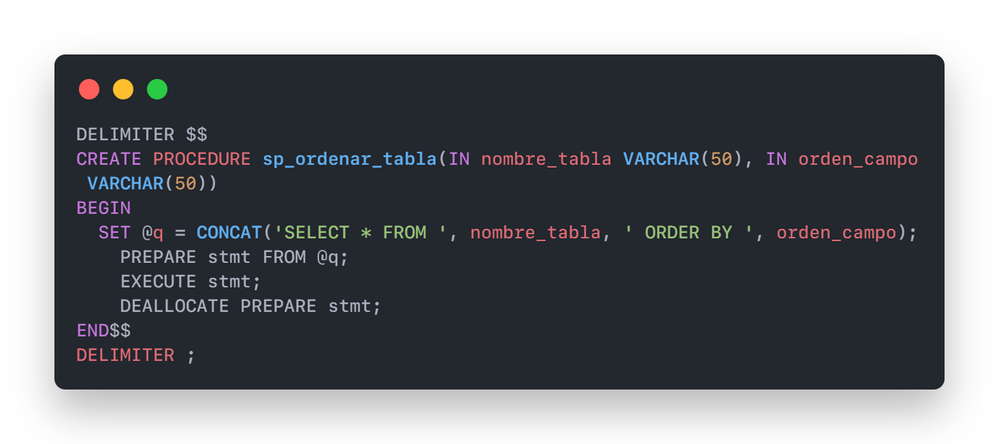 DELIMITER $$
CREATE PROCEDURE sp_ordenar_tabla(IN nombre_tabla VARCHAR(50), IN orden_campo
 VARCHAR(50))
BEGIN
  SET @q = CONCAT('SELECT * FROM ', nombre_tabla, ' ORDER BY ', orden_campo);
    PREPARE stmt FROM @q;
    EXECUTE stmt;
    DEALLOCATE PREPARE stmt;
END$$
DELIMITER ;